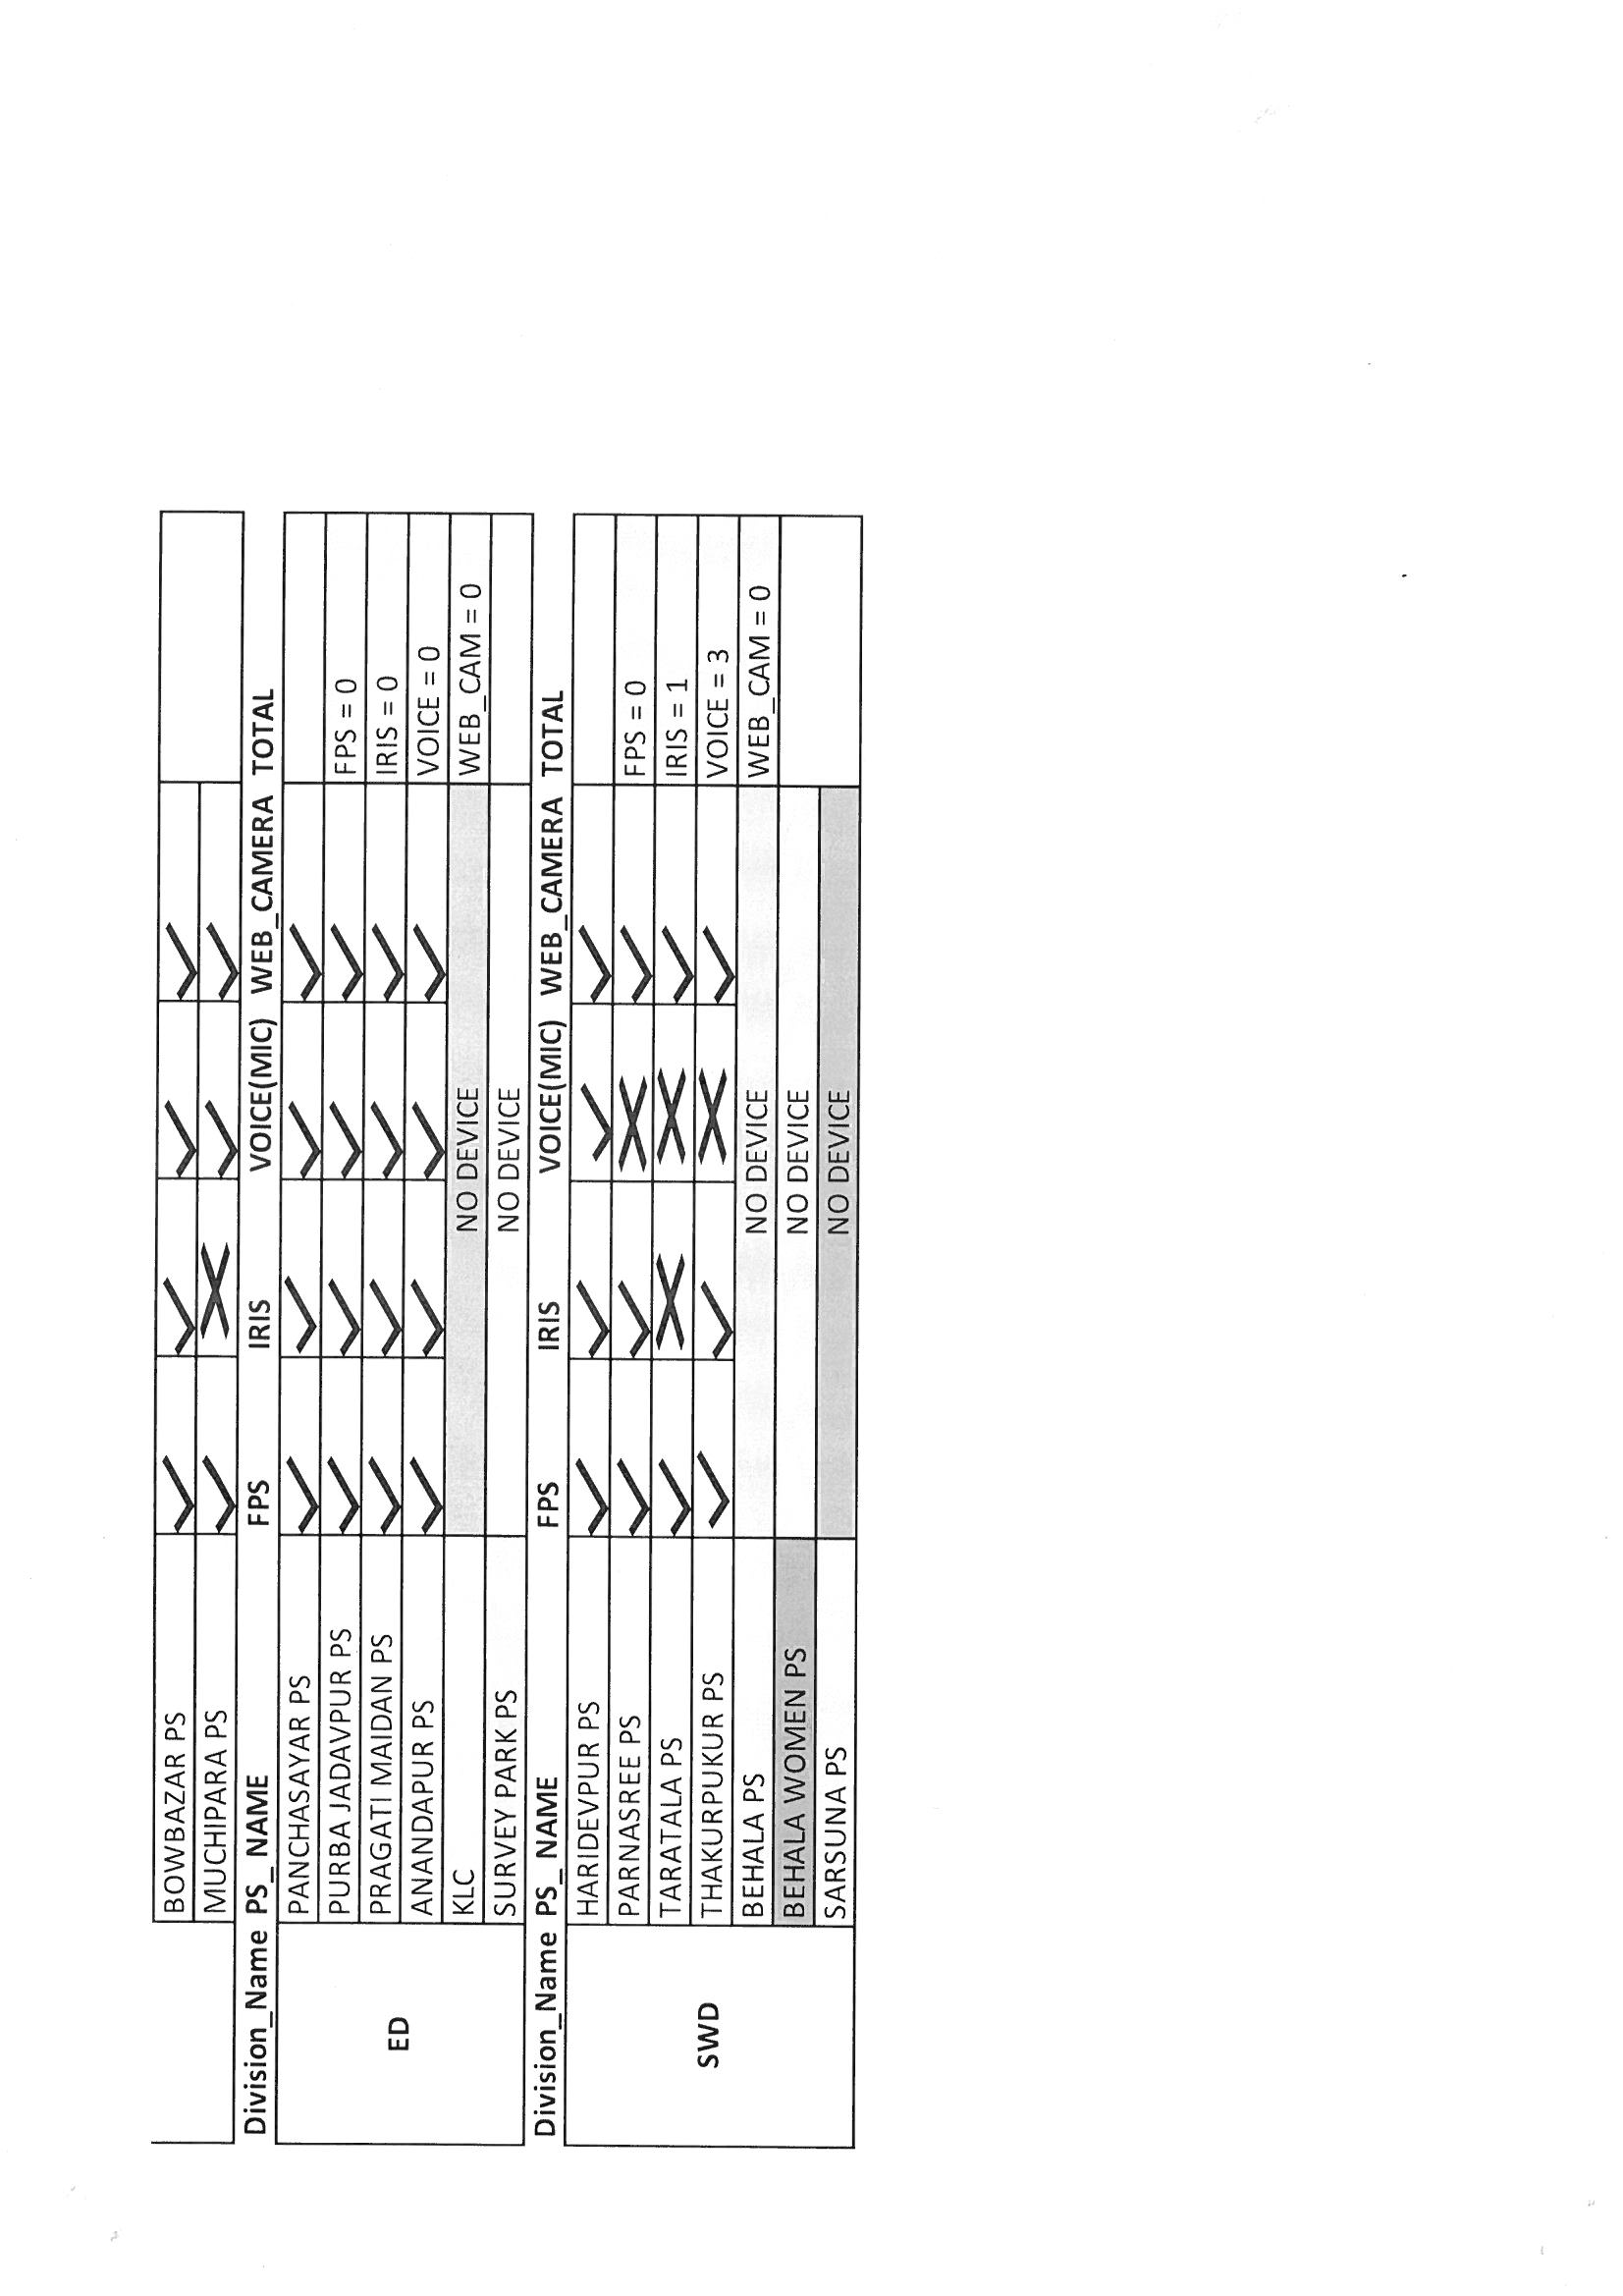 BOWBAZAR PS ✓ ✓ ✓ ✓
MUCHIPARA PS ✓ X ✓ ✓
Division_Name PS_NAME FPS IRIS VOICE(MIC) WEB_CAMERA TOTAL
ED
PANCHASAYAR PS ✓ ✓ ✓ ✓
PURBA JADAVPUR PS ✓ ✓ ✓ ✓ FPS = 0
PRAGATI MAIDAN PS ✓ ✓ ✓ ✓ IRIS = 0
ANANDAPUR PS ✓ ✓ ✓ ✓ VOICE = 0
KLC NO DEVICE WEB_CAM = 0
SURVEY PARK PS NO DEVICE
Division_Name PS_NAME FPS IRIS VOICE(MIC) WEB_CAMERA TOTAL
SWD
HARIDEVPUR PS ✓ ✓ ✓ ✓
PARNASREE PS ✓ ✓ X ✓ FPS = 0
TARATALA PS ✓ X X ✓ IRIS = 1
THAKURPUKUR PS ✓ ✓ X ✓ VOICE = 3
BEHALA PS NO DEVICE WEB_CAM = 0
BEHALA WOMEN PS NO DEVICE
SARSUNA PS NO DEVICE